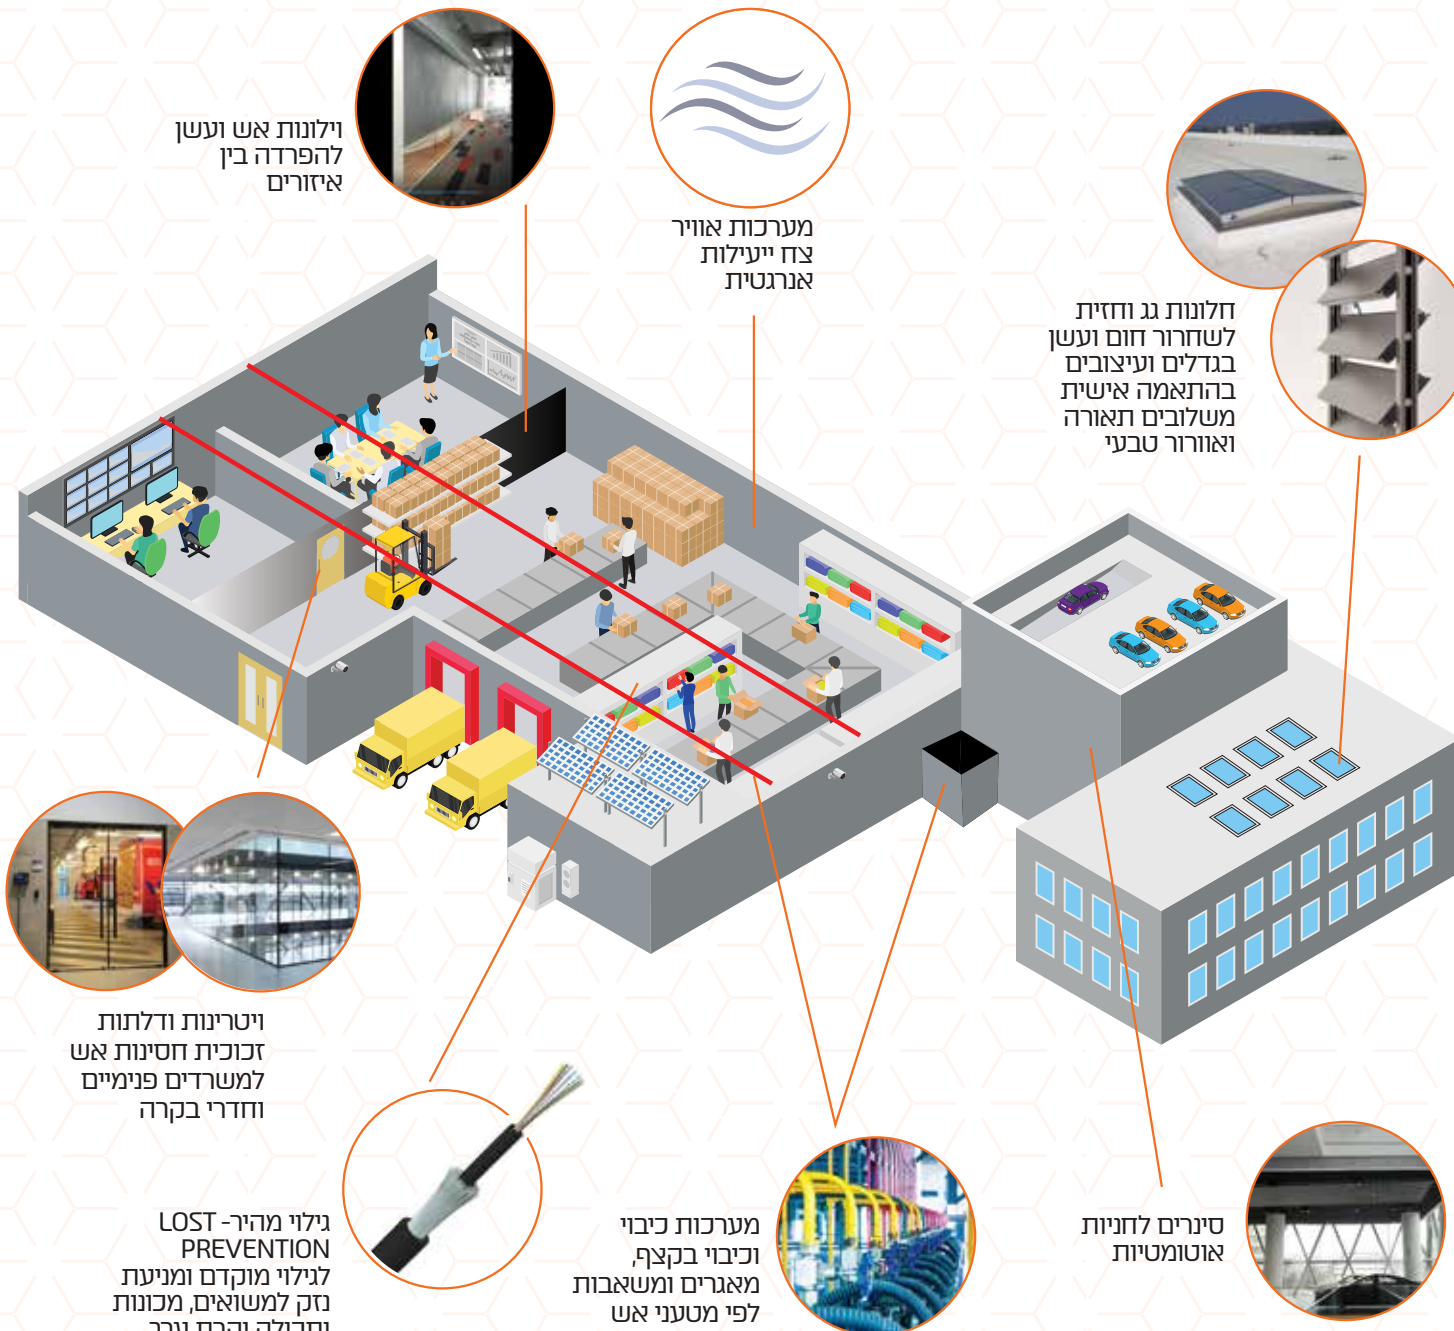 וילונות אש ועשן
להפרדה בין
איזורים
מערכות אוויר
צח ייעילות
אנרגטית
חלונות גג וחזית
לשחרור חום ועשן
בגדלים ועיצובים
בהתאמה אישית
משלובים תאורה
ואוורור טבעי
ויטרינות ודלתות
זכוכית חסינות אש
למשרדים פנימיים
וחדרי בקרה
גילוי מהיר- LOST
PREVENTION
לגילוי מוקדם ומניעת
נזק למשואים, מכונות
מערכות כיבוי
וכיבוי בקצף,
מאגרים ומשאבות
לפי מטעני אש
סינרים לחניות
אוטומטיות